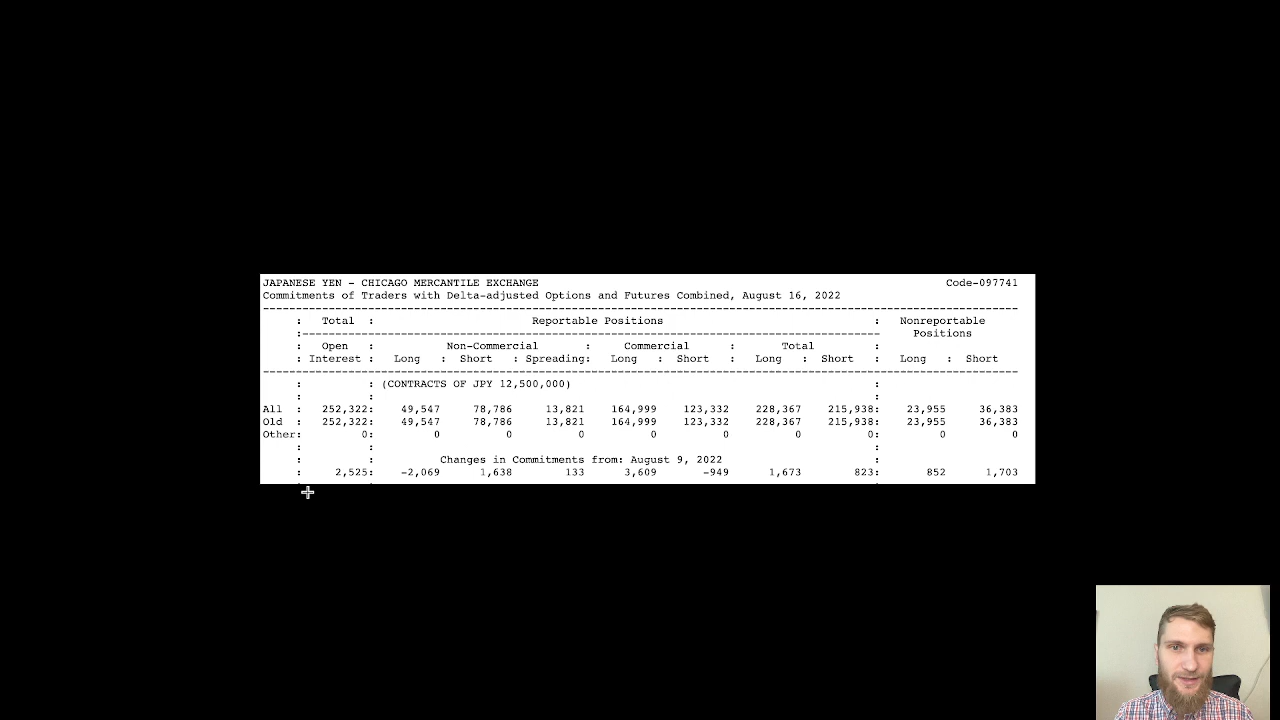 JAPANESE YEN - CHICAGO MERCANTILE EXCHANGE Code-097741
Commitments of Traders with Delta-adjusted Options and Futures Combined, August 16, 2022
--------------------------------------------------------------------------------
: Total : Reportable Positions : Nonreportable
:-------------------------------------------------------------- Positions
: Open : Non-Commercial : Commercial : Total :
: Interest : Long : Short : Spreading: Long : Short : Long : Short : Long : Short
--------------------------------------------------------------------------------
: : (CONTRACTS OF JPY 12,500,000) :
: : :
All : 252,322: 49,547 78,786 13,821 164,999 123,332 228,367 215,938: 23,955 36,383
Old : 252,322: 49,547 78,786 13,821 164,999 123,332 228,367 215,938: 23,955 36,383
Other: 0: 0 0 0 0 0 0 0: 0 0
: : :
: : Changes in Commitments from: August 9, 2022 :
: 2,525: -2,069 1,638 133 3,609 -949 1,673 823: 852 1,703